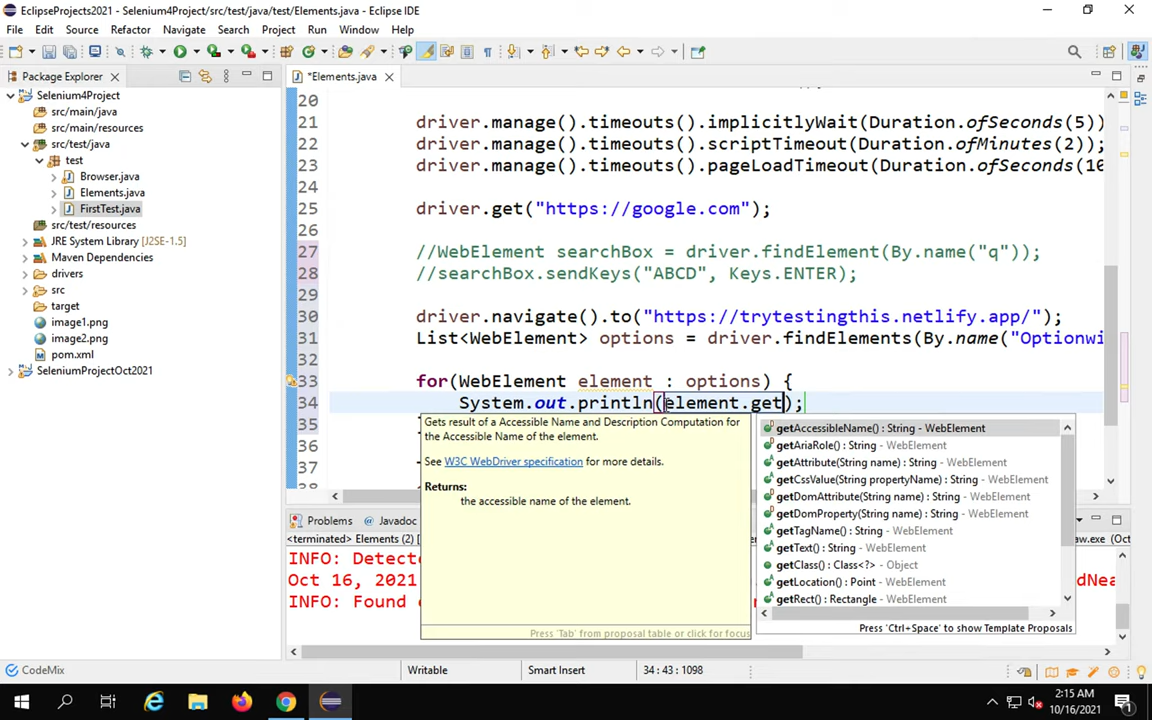 EclipseProjects2021 - Selenium4Project/src/test/java/test/Elements.java - Eclipse IDE
File Edit Source Refactor Navigate Search Project Run Window Help
Package Explorer
*Elements.java
Selenium4Project
src/main/java
src/main/resources
src/test/java
test
Browser.java
Elements.java
FirstTest.java
src/test/resources
JRE System Library [J2SE-1.5]
Maven Dependencies
drivers
src
target
image1.png
image2.png
pom.xml
SeleniumProjectOct2021
20
21 driver.manage().timeouts().implicitlyWait(Duration.ofSeconds(5))
22 driver.manage().timeouts().scriptTimeout(Duration.ofMinutes(2));
23 driver.manage().timeouts().pageLoadTimeout(Duration.ofSeconds(10
24
25 driver.get("https://google.com");
26
27 //WebElement searchBox = driver.findElement(By.name("q"));
28 //searchBox.sendKeys("ABCD", Keys.ENTER);
29
30 driver.navigate().to("https://trytestingthis.netlify.app/");
31 List<WebElement> options = driver.findElements(By.name("Optionwi
32
33 for(WebElement element : options) {
34 System.out.println(element.get);
35
36
37
38
Gets result of a Accessible Name and Description Computation for
the Accessible Name of the element.
See W3C WebDriver specification for more details.
Returns:
the accessible name of the element.
Press 'Tab' from proposal table or click for focus
getAccessibleName() : String - WebElement
getAriaRole() : String - WebElement
getAttribute(String name) : String - WebElement
getCssValue(String propertyName) : String - WebElement
getDomAttribute(String name) : String - WebElement
getDomProperty(String name) : String - WebElement
getTagName() : String - WebElement
getText() : String - WebElement
getClass() : Class<?> - Object
getLocation() : Point - WebElement
getRect() : Rectangle - WebElement
Press 'Ctrl+Space' to show Template Proposals
Problems @ Javadoc
<terminated> Elements (2) [
aw.exe (Oct
INFO: Detecte
Oct 16, 2021
dNea
INFO: Found
CodeMix
Writable
Smart Insert
34 : 43 : 1098
2:15 AM
10/16/2021
1